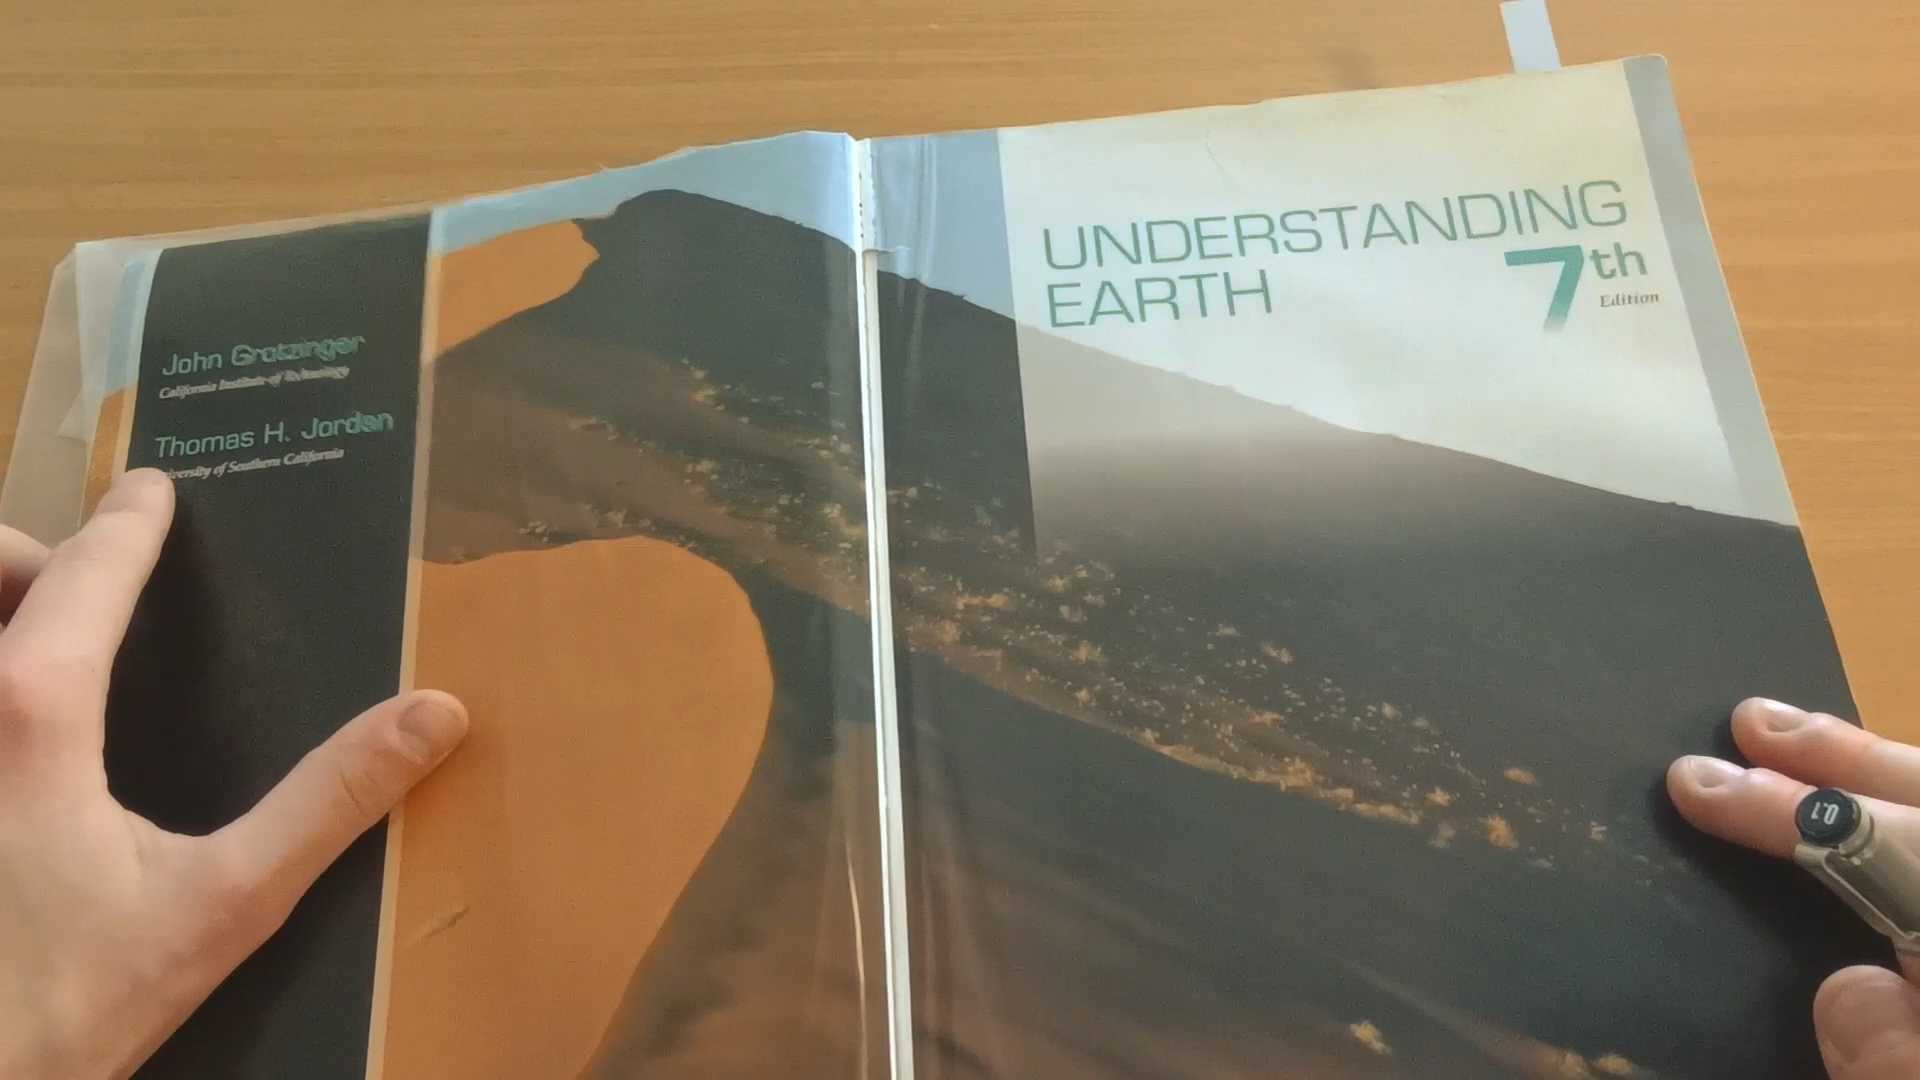 John Grotzinger
California Institute of Technology
Thomas H. Jordan
University of Southern California
UNDERSTANDING
EARTH
7th
Edition
0.1